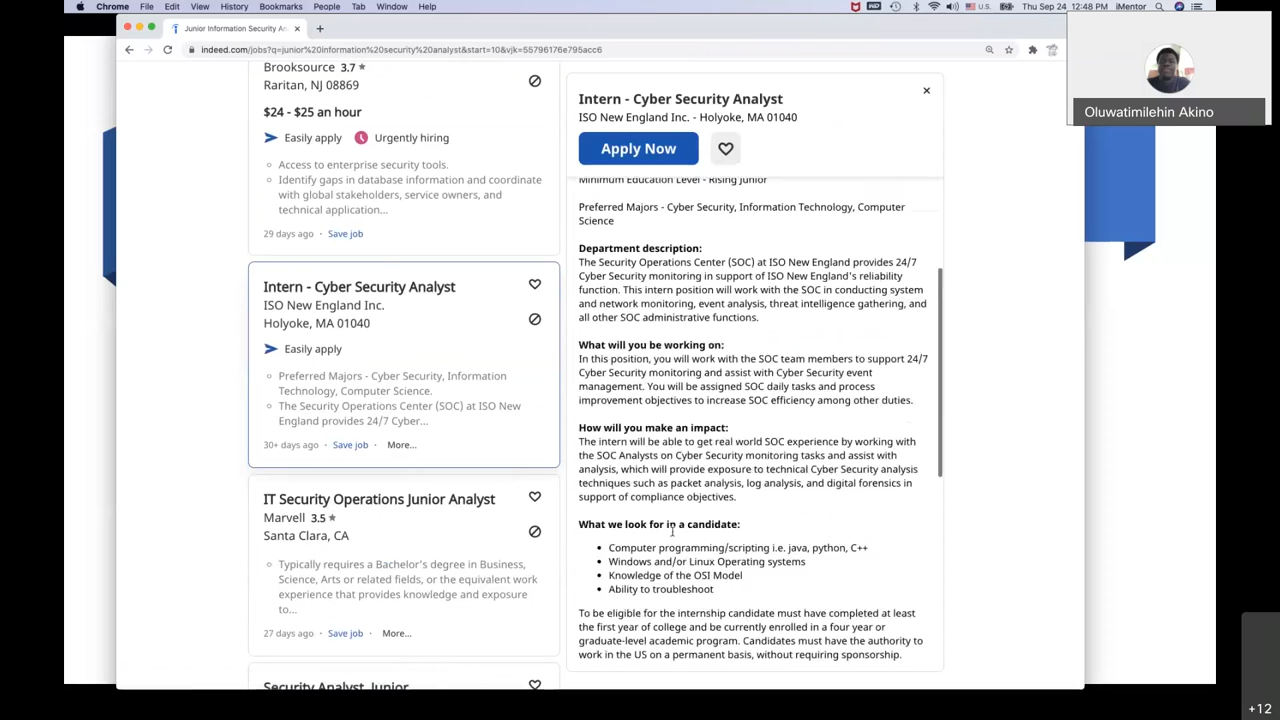 Chrome File Edit View History Bookmarks People Tab Window Help
U.S. Thu Sep 24 12:48 PM iMentor
Junior Information Security An
indeed.com/jobs?q=junior%20information%20security%20analyst&start=10&vjk=55796176e795acc6
Oluwatimilehin Akino
Brooksource 3.7
Raritan, NJ 08869
$24 - $25 an hour
Easily apply Urgently hiring
Access to enterprise security tools.
Identify gaps in database information and coordinate
with global stakeholders, service owners, and
technical application...
29 days ago · Save job
Intern - Cyber Security Analyst
ISO New England Inc.
Holyoke, MA 01040
Easily apply
Preferred Majors - Cyber Security, Information
Technology, Computer Science.
The Security Operations Center (SOC) at ISO New
England provides 24/7 Cyber...
30+ days ago · Save job · More...
IT Security Operations Junior Analyst
Marvell 3.5
Santa Clara, CA
Typically requires a Bachelor's degree in Business,
Science, Arts or related fields, or the equivalent work
experience that provides knowledge and exposure
to...
27 days ago · Save job · More...
Security Analyst, Junior
Intern - Cyber Security Analyst
ISO New England Inc. - Holyoke, MA 01040
Apply Now
Minimum Education Level - Rising Junior
Preferred Majors - Cyber Security, Information Technology, Computer
Science
Department description:
The Security Operations Center (SOC) at ISO New England provides 24/7
Cyber Security monitoring in support of ISO New England's reliability
function. This intern position will work with the SOC in conducting system
and network monitoring, event analysis, threat intelligence gathering, and
all other SOC administrative functions.
What will you be working on:
In this position, you will work with the SOC team members to support 24/7
Cyber Security monitoring and assist with Cyber Security event
management. You will be assigned SOC daily tasks and process
improvement objectives to increase SOC efficiency among other duties.
How will you make an impact:
The intern will be able to get real world SOC experience by working with
the SOC Analysts on Cyber Security monitoring tasks and assist with
analysis, which will provide exposure to technical Cyber Security analysis
techniques such as packet analysis, log analysis, and digital forensics in
support of compliance objectives.
What we look for in a candidate:
Computer programming/scripting i.e. java, python, C++
Windows and/or Linux Operating systems
Knowledge of the OSI Model
Ability to troubleshoot
To be eligible for the internship candidate must have completed at least
the first year of college and be currently enrolled in a four year or
graduate-level academic program. Candidates must have the authority to
work in the US on a permanent basis, without requiring sponsorship.
+12